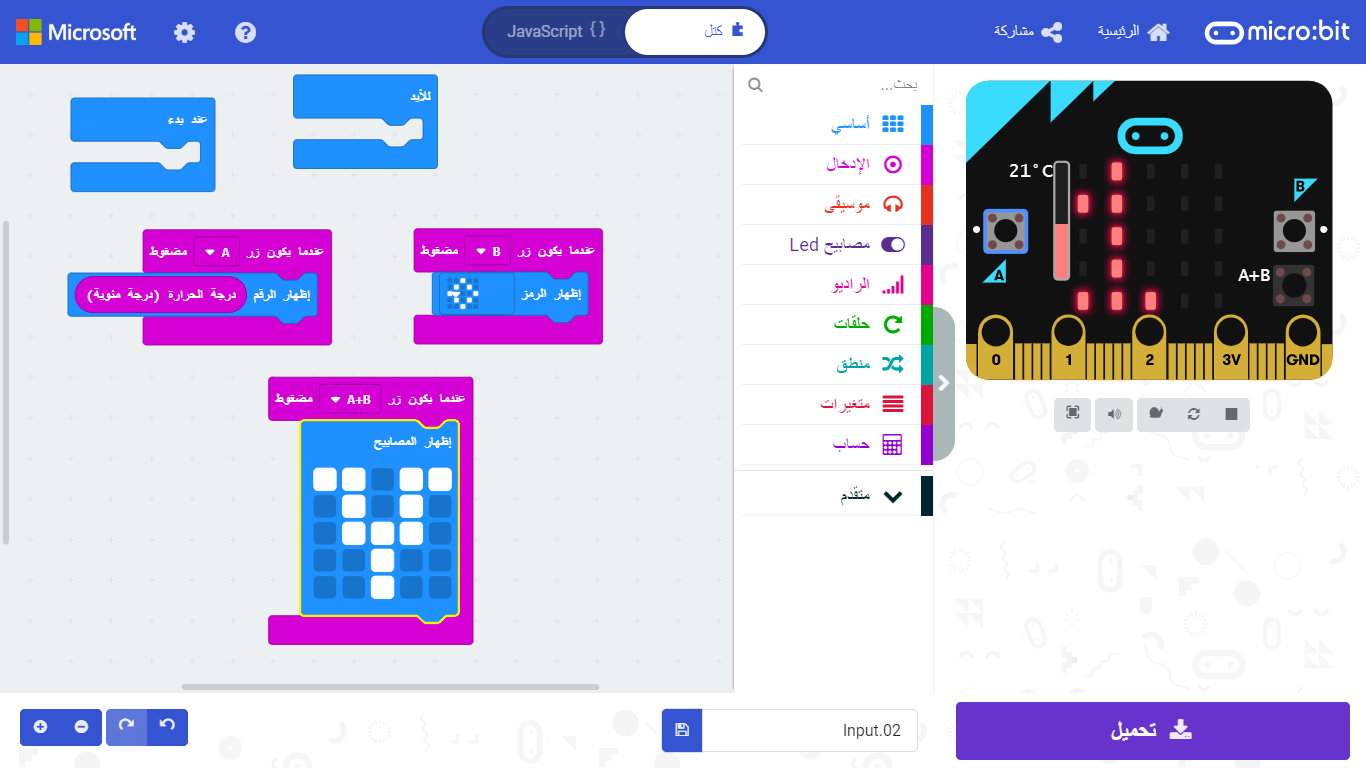 micro:bit
الرئيسية
مشاركة
كتل
JavaScript {}
Microsoft
عند بدء
للأبد
عندما يكون زر A مضغوط
إظهار الرقم درجة الحرارة (درجة مئوية)
عندما يكون زر B مضغوط
إظهار الرمز
عندما يكون زر A+B مضغوط
إظهار المصابيح
بحث...
أساسي
الإدخال
موسيقى
مصابيح Led
الراديو
حلقات
منطق
متغيرات
حساب
متقدم
21°C
B
A
A+B
0 1 2 3V GND
Input.02
تحميل